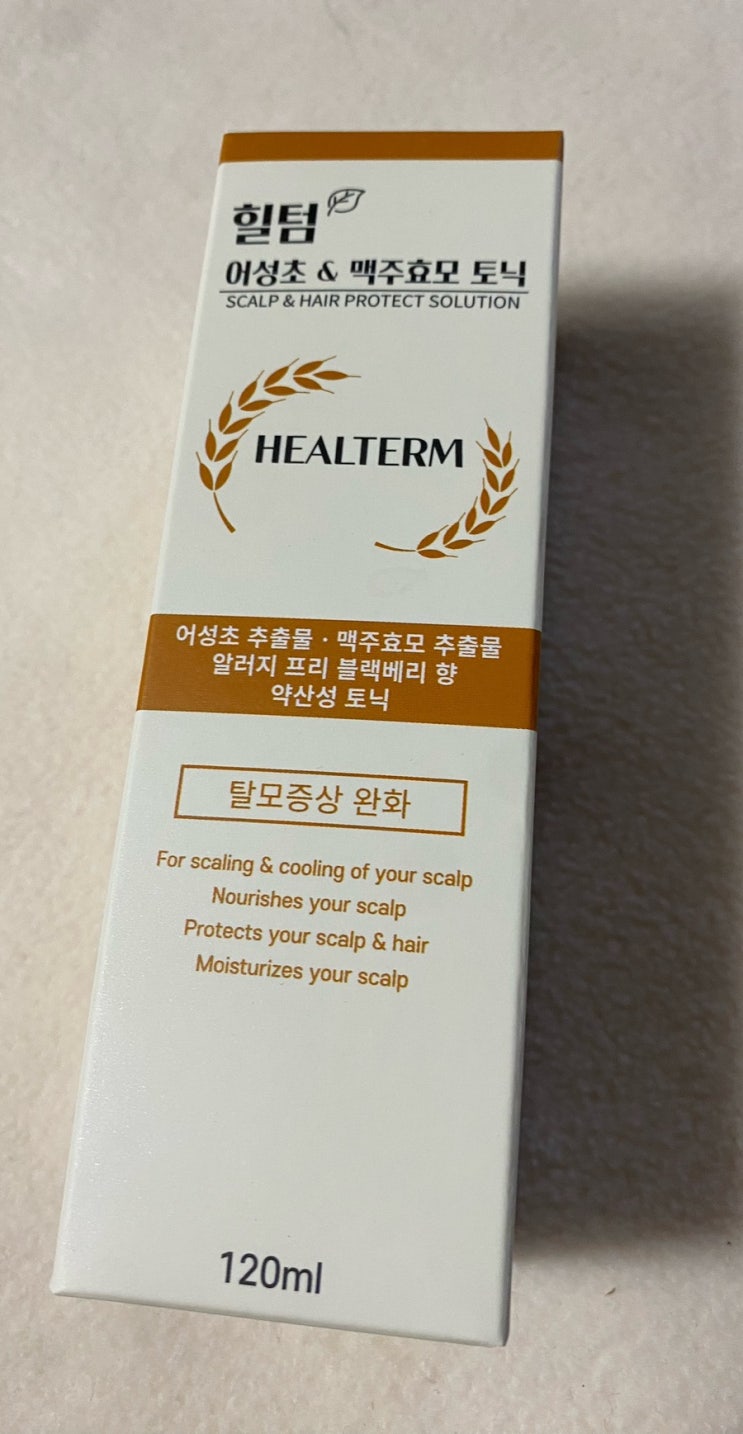 힐텀
어성초 & 맥주효모 토닉
SCALP & HAIR PROTECT SOLUTION
HEALTERM
어성초 추출물 · 맥주효모 추출물
알러지 프리 블랙베리 향
약산성 토닉
탈모증상 완화
For scaling & cooling of your scalp
Nourishes your scalp
Protects your scalp & hair
Moisturizes your scalp
120ml